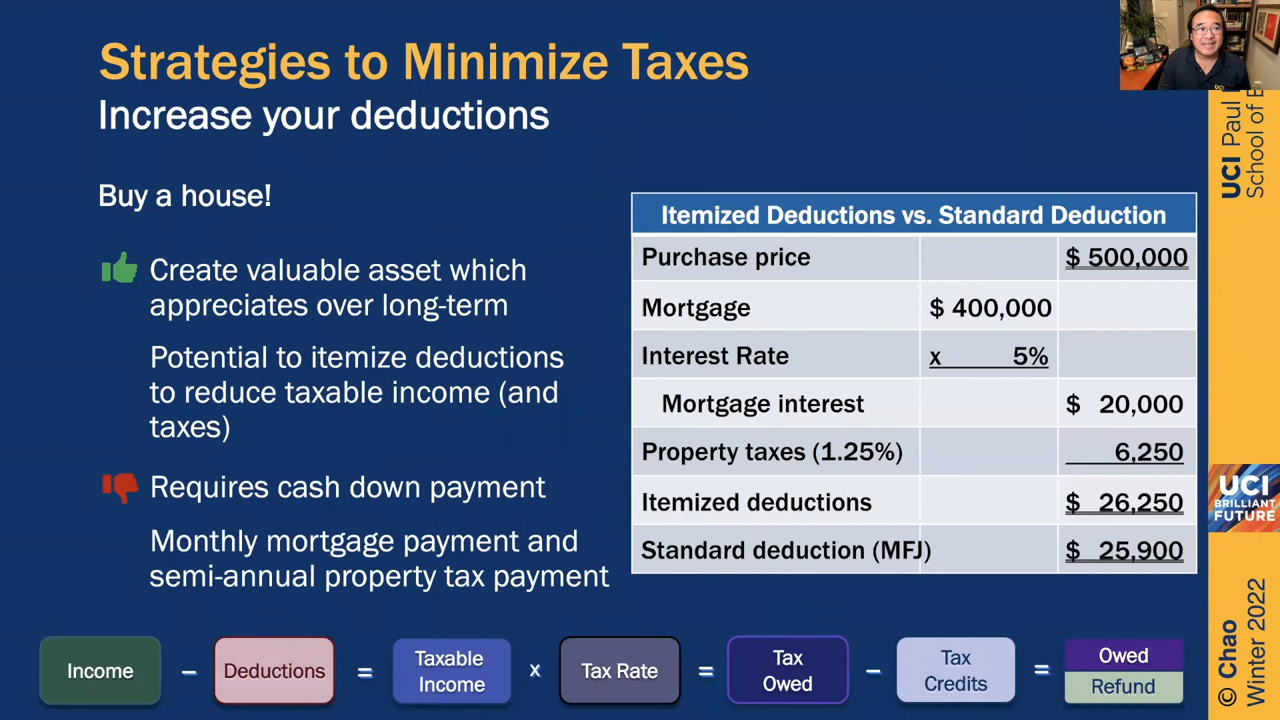 Strategies to Minimize Taxes
Increase your deductions
Buy a house!
Create valuable asset which
appreciates over long-term
Potential to itemize deductions
to reduce taxable income (and
taxes)
Requires cash down payment
Monthly mortgage payment and
semi-annual property tax payment
Itemized Deductions vs. Standard Deduction
Purchase price $ 500,000
Mortgage $ 400,000
Interest Rate x 5%
Mortgage interest $ 20,000
Property taxes (1.25%) 6,250
Itemized deductions $ 26,250
Standard deduction (MFJ) $ 25,900
Income − Deductions = Taxable Income x Tax Rate = Tax Owed − Tax Credits = Owed Refund
UCI Paul
School of
UCI
BRILLIANT
FUTURE
© Chao
Winter 2022